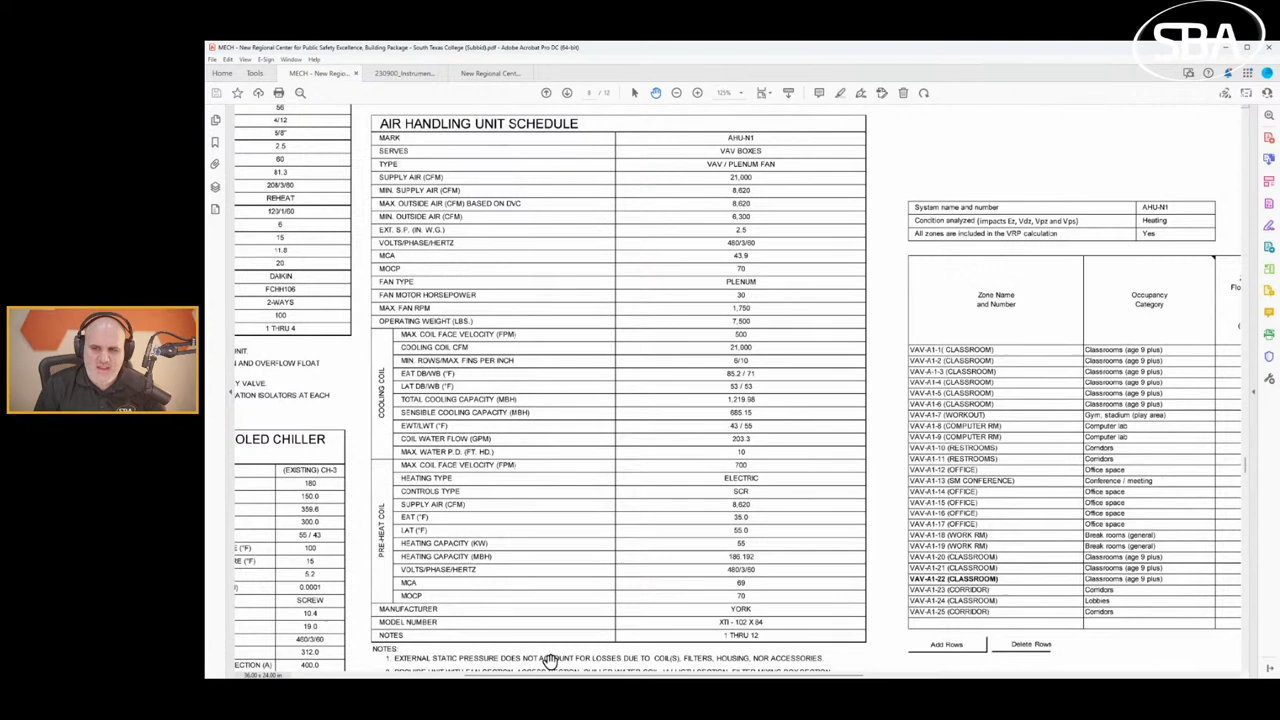 SBA
MECH - New Regional Center for Public Safety Excellence, Building Package - South Texas College (Subbid).pdf - Adobe Acrobat Pro DC (64-bit)
File Edit View E-Sign Window Help
Home Tools MECH - New Regio... × 230900_Instrumen... New Regional Cent...
8 / 12 125%
56
4/12
5/8"
2.5
60
81.3
208/3/60
REHEAT
120/1/60
6
15
11.8
20
DAIKIN
FCHH106
2-WAYS
100
1 THRU 4
UNIT.
N AND OVERFLOW FLOAT
Y VALVE.
ATION ISOLATORS AT EACH
OLED CHILLER
(EXISTING) CH-3
180
150.0
359.6
300.0
55 / 43
E (°F) 100
RE (°F) 15
5.2
0.0001
SCREW
10.4
19.0
460/3/60
312.0
ECTION (A) 400.0
AIR HANDLING UNIT SCHEDULE
MARK AHU-N1
SERVES VAV BOXES
TYPE VAV / PLENUM FAN
SUPPLY AIR (CFM) 21,000
MIN. SUPPLY AIR (CFM) 8,620
MAX. OUTSIDE AIR (CFM) BASED ON DVC 8,620
MIN. OUTSIDE AIR (CFM) 6,300
EXT. S.P. (IN. W.G.) 2.5
VOLTS/PHASE/HERTZ 480/3/60
MCA 43.9
MOCP 70
FAN TYPE PLENUM
FAN MOTOR HORSEPOWER 30
MAX. FAN RPM 1,750
OPERATING WEIGHT (LBS.) 7,500
COOLING COIL
MAX. COIL FACE VELOCITY (FPM) 500
COOLING COIL CFM 21,000
MIN. ROWS/MAX. FINS PER INCH 6/10
EAT DB/WB (°F) 85.2 / 71
LAT DB/WB (°F) 53 / 53
TOTAL COOLING CAPACITY (MBH) 1,219.98
SENSIBLE COOLING CAPACITY (MBH) 685.15
EWT/LWT (°F) 43 / 55
COIL WATER FLOW (GPM) 203.3
MAX. WATER P.D. (FT. HD.) 10
PRE-HEAT COIL
MAX. COIL FACE VELOCITY (FPM) 700
HEATING TYPE ELECTRIC
CONTROLS TYPE SCR
SUPPLY AIR (CFM) 8,620
EAT (°F) 35.0
LAT (°F) 55.0
HEATING CAPACITY (KW) 55
HEATING CAPACITY (MBH) 186.192
VOLTS/PHASE/HERTZ 480/3/60
MCA 69
MOCP 70
MANUFACTURER YORK
MODEL NUMBER XTI - 102 X 84
NOTES 1 THRU 12
NOTES:
1. EXTERNAL STATIC PRESSURE DOES NOT ACCOUNT FOR LOSSES DUE TO COIL(S), FILTERS, HOUSING, NOR ACCESSORIES.
System name and number AHU-N1
Condition analyzed (impacts Ez, Vdz, Vpz and Vps) Heating
All zones are included in the VRP calculation Yes
Zone Name
and Number
Occupancy
Category
Flo
VAV-A1-1( CLASSROOM) Classrooms (age 9 plus)
VAV-A1-2 (CLASSROOM) Classrooms (age 9 plus)
VAV-A-1-3 (CLASSROOM) Classrooms (age 9 plus)
VAV-A1-4 (CLASSROOM) Classrooms (age 9 plus)
VAV-A1-5 (CLASSROOM) Classrooms (age 9 plus)
VAV-A1-6 (CLASSROOM) Classrooms (age 9 plus)
VAV-A1-7 (WORKOUT) Gym, stadium (play area)
VAV-A1-8 (COMPUTER RM) Computer lab
VAV-A1-9 (COMPUTER RM) Computer lab
VAV-A1-10 (RESTROOMS) Corridors
VAV-A1-11 (RESTROOMS) Corridors
VAV-A1-12 (OFFICE) Office space
VAV-A1-13 (SM CONFERENCE) Conference / meeting
VAV-A1-14 (OFFICE) Office space
VAV-A1-15 (OFFICE) Office space
VAV-A1-16 (OFFICE) Office space
VAV-A1-17 (OFFICE) Office space
VAV-A1-18 (WORK RM) Break rooms (general)
VAV-A1-19 (WORK RM) Break rooms (general)
VAV-A1-20 (CLASSROOM) Classrooms (age 9 plus)
VAV-A1-21 (CLASSROOM) Classrooms (age 9 plus)
VAV-A1-22 (CLASSROOM) Classrooms (age 9 plus)
VAV-A1-23 (CORRIDOR) Corridors
VAV-A1-24 (CLASSROOM) Lobbies
VAV-A1-25 (CORRIDOR) Corridors
Add Rows Delete Rows
36.00 x 24.00 in